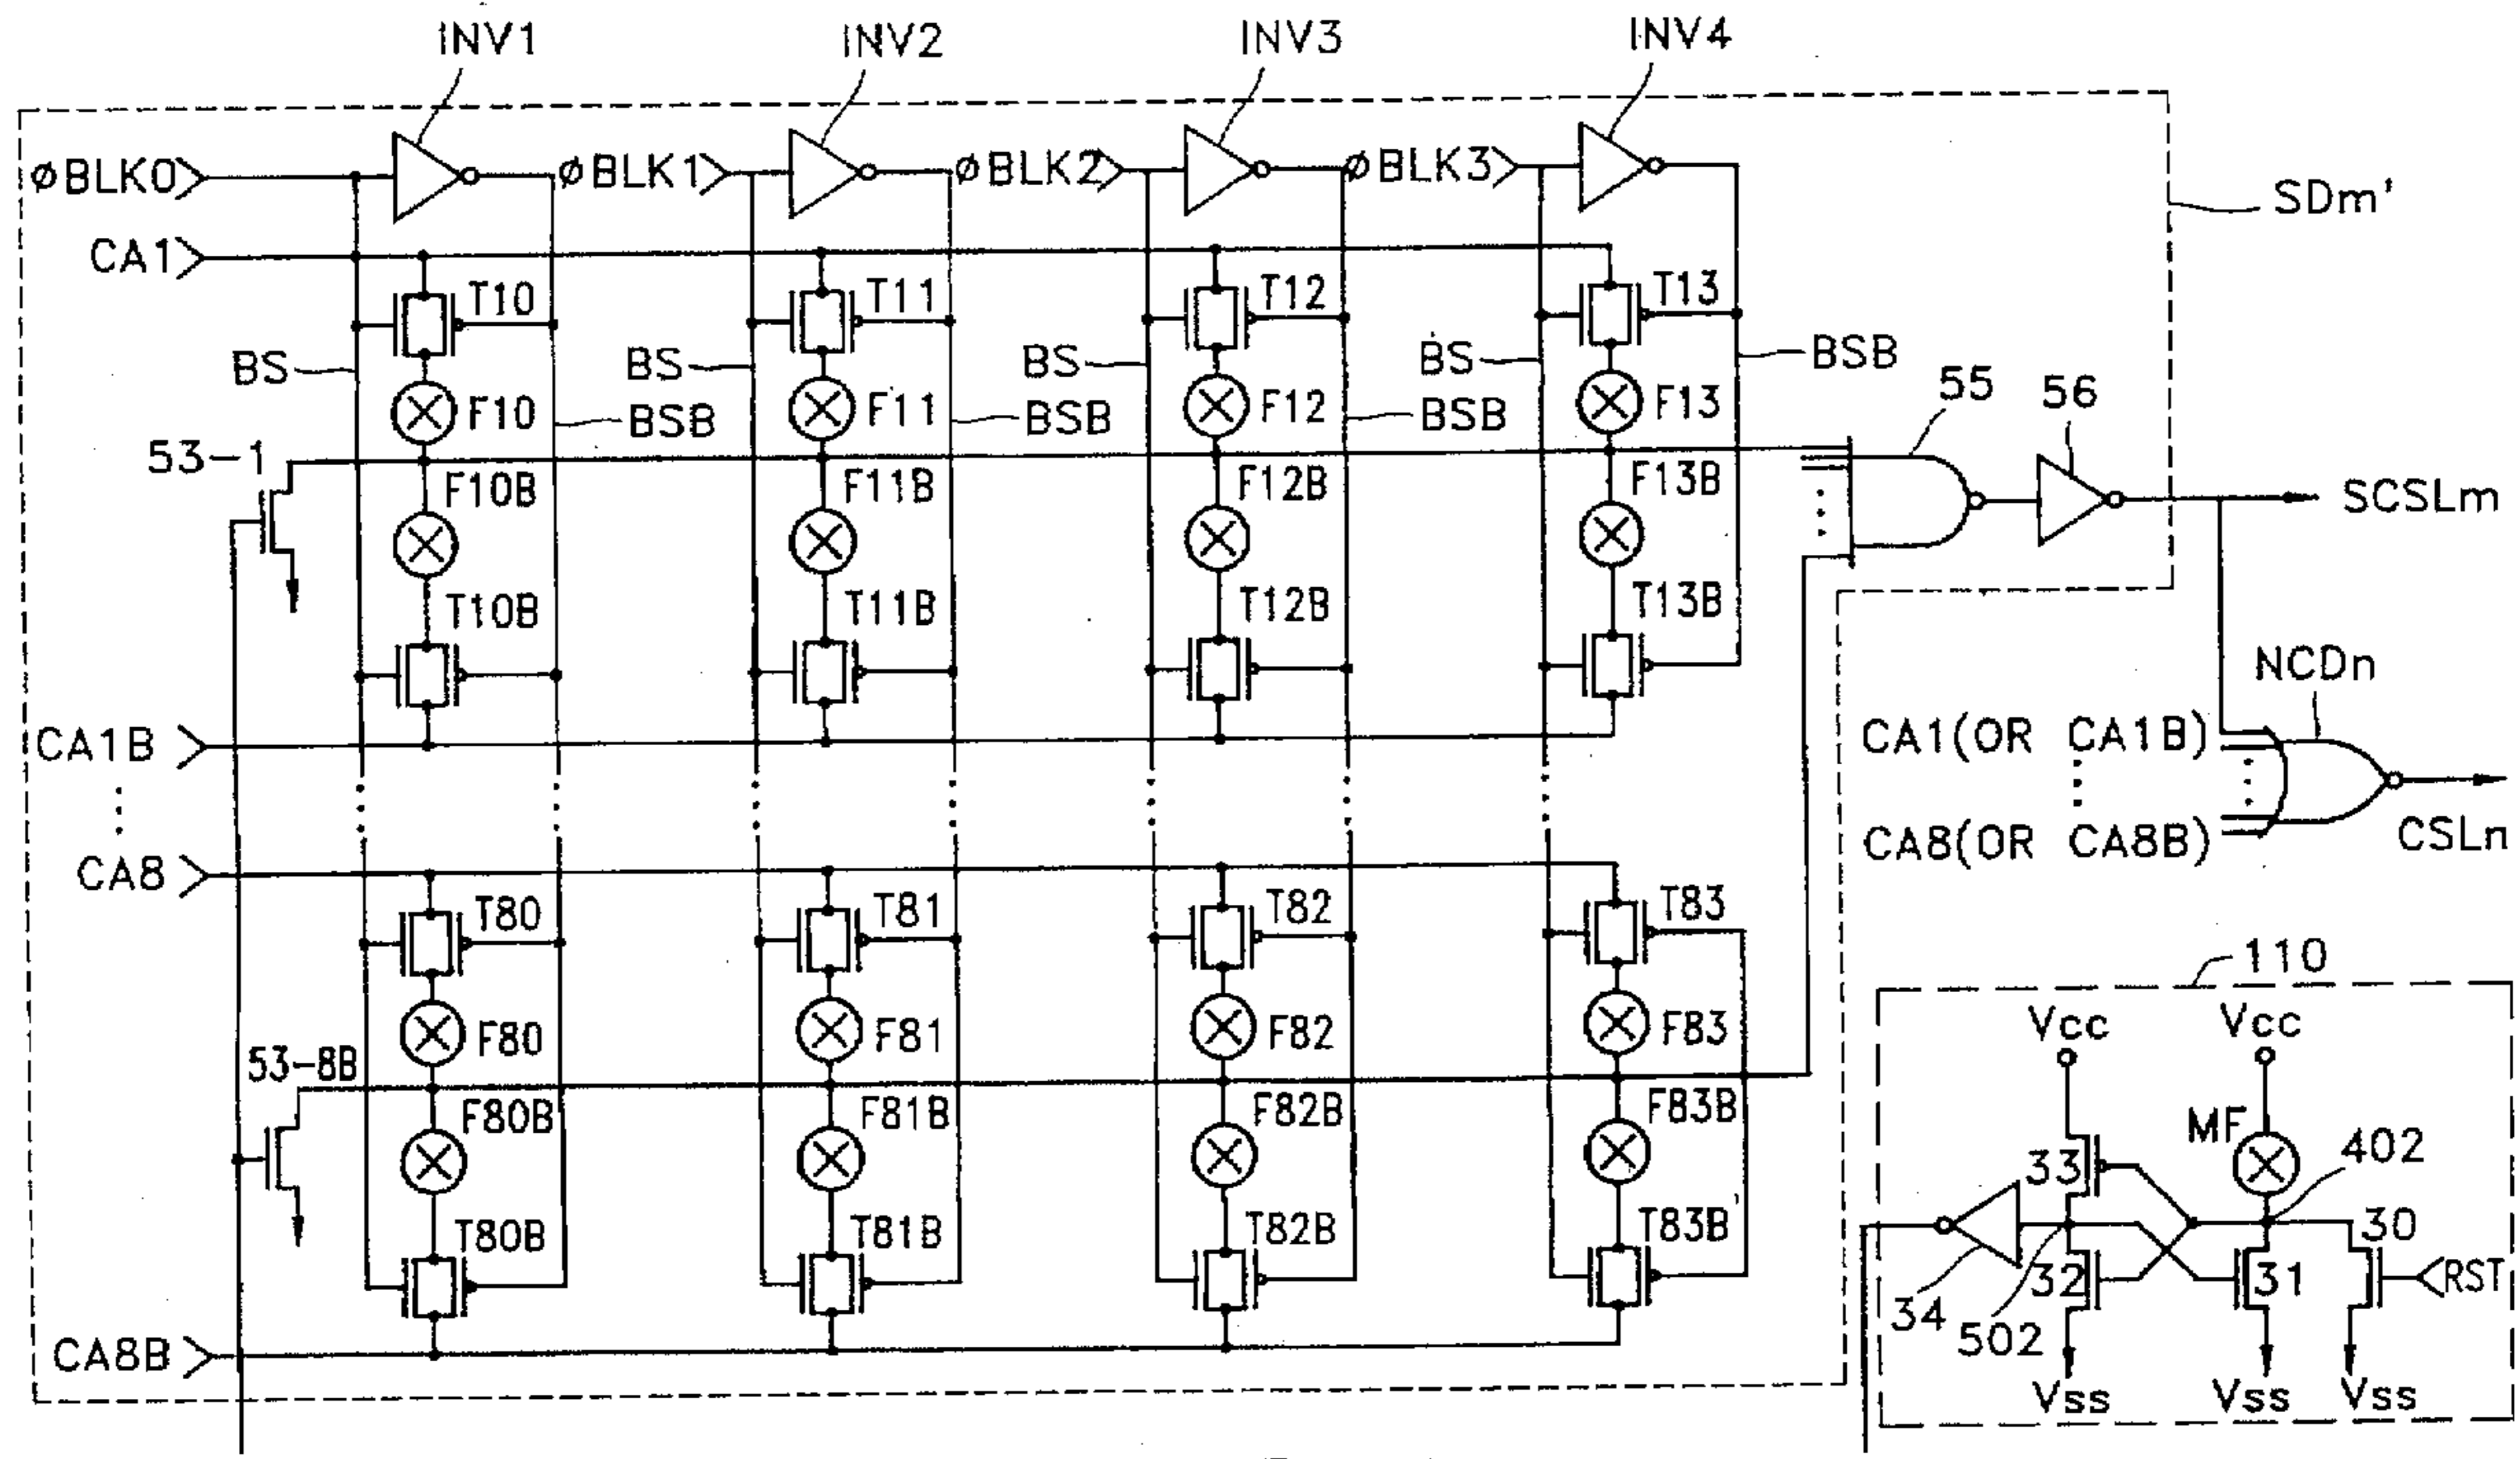 INV1 INV2 INV3 INV4
øBLK0 øBLK1 øBLK2 øBLK3
SDm'
CA1
T10 T11 T12 T13
BS BS BS BS BSB
F10 BSB F11 BSB F12 BSB F13
55 56
53-1
F10B F11B F12B F13B
SCSLm
T10B T11B T12B T13B
NCDn
CA1B
CA1(OR CA1B)
CA8
CA8(OR CA8B)
CSLn
T80 T81 T82 T83
110
F80 F81 F82 F83
Vcc Vcc
53-8B
F80B F81B F82B F83B
MF 402
33
T80B T81B T82B T83B
30
32 31 RST
34 502
CA8B
Vss Vss Vss